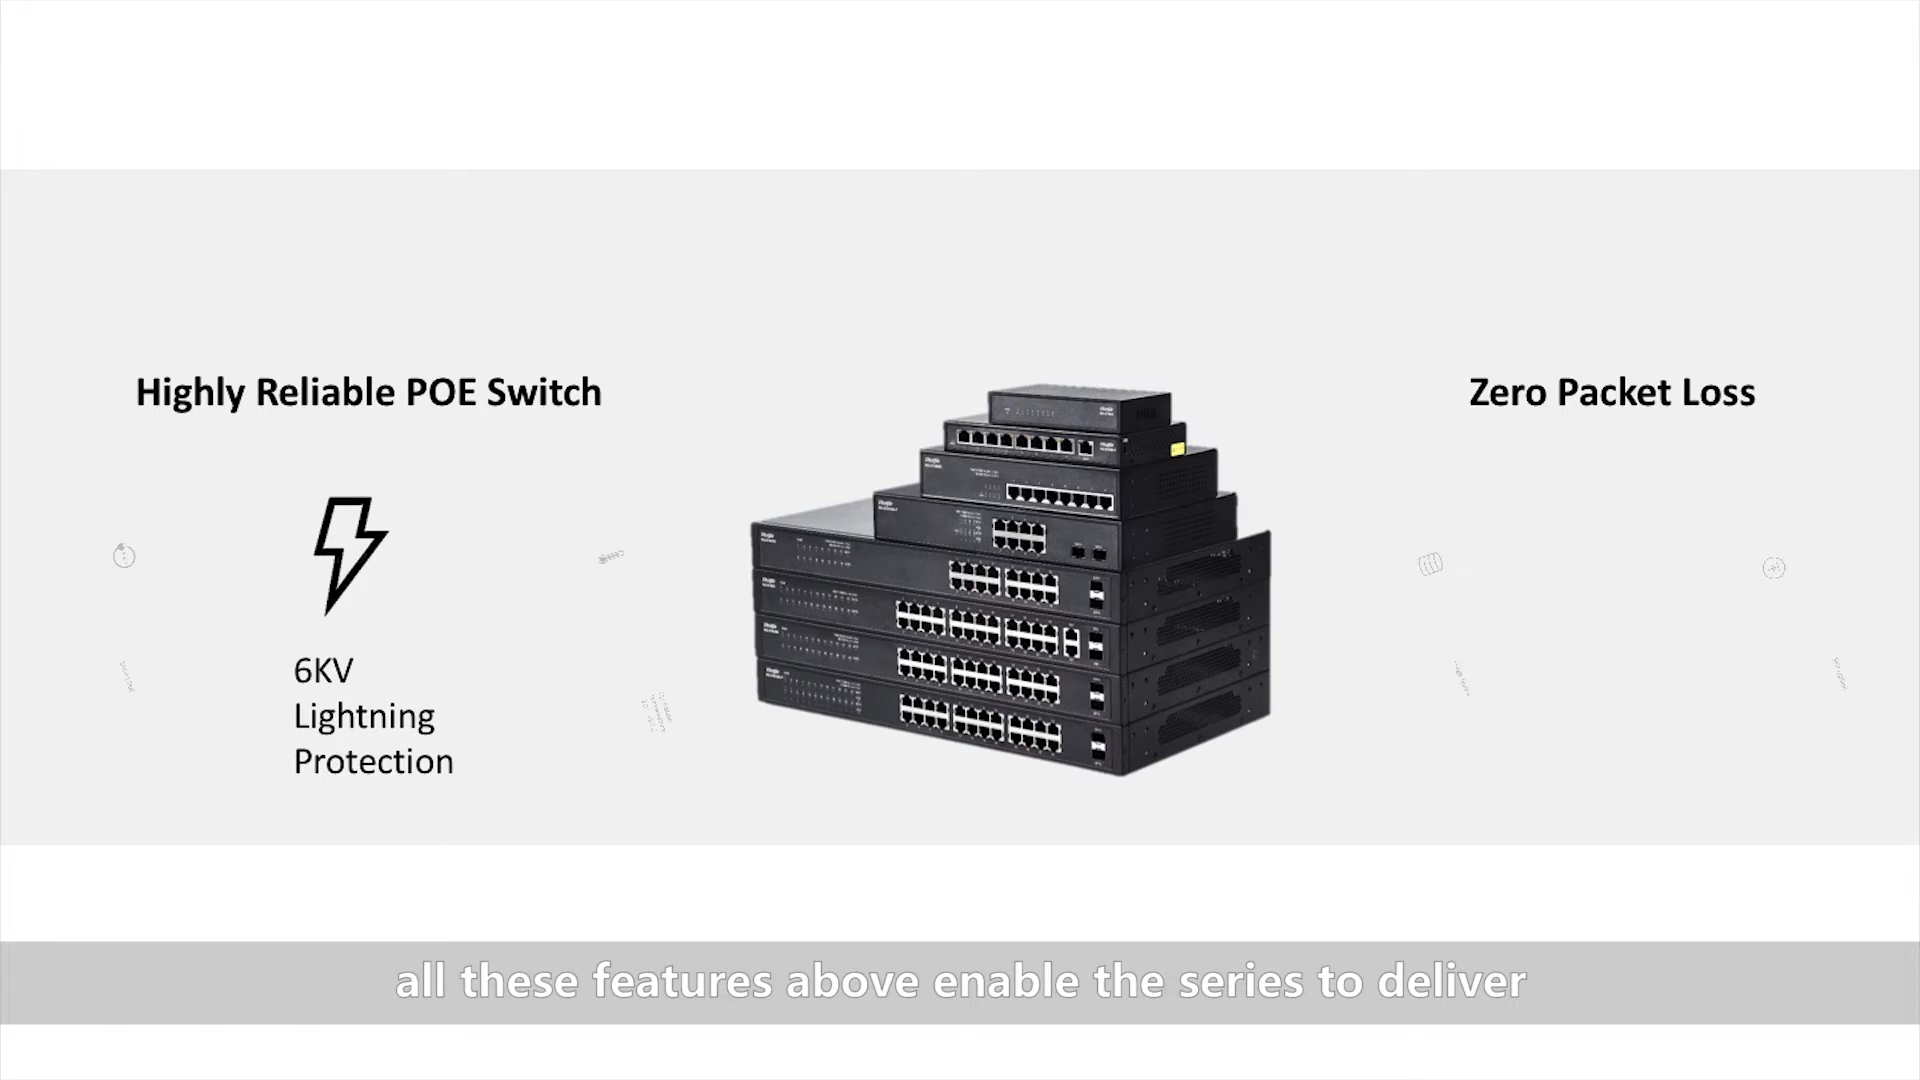 Highly Reliable POE Switch
Zero Packet Loss
6KV
Lightning
Protection
all these features above enable the series to deliver